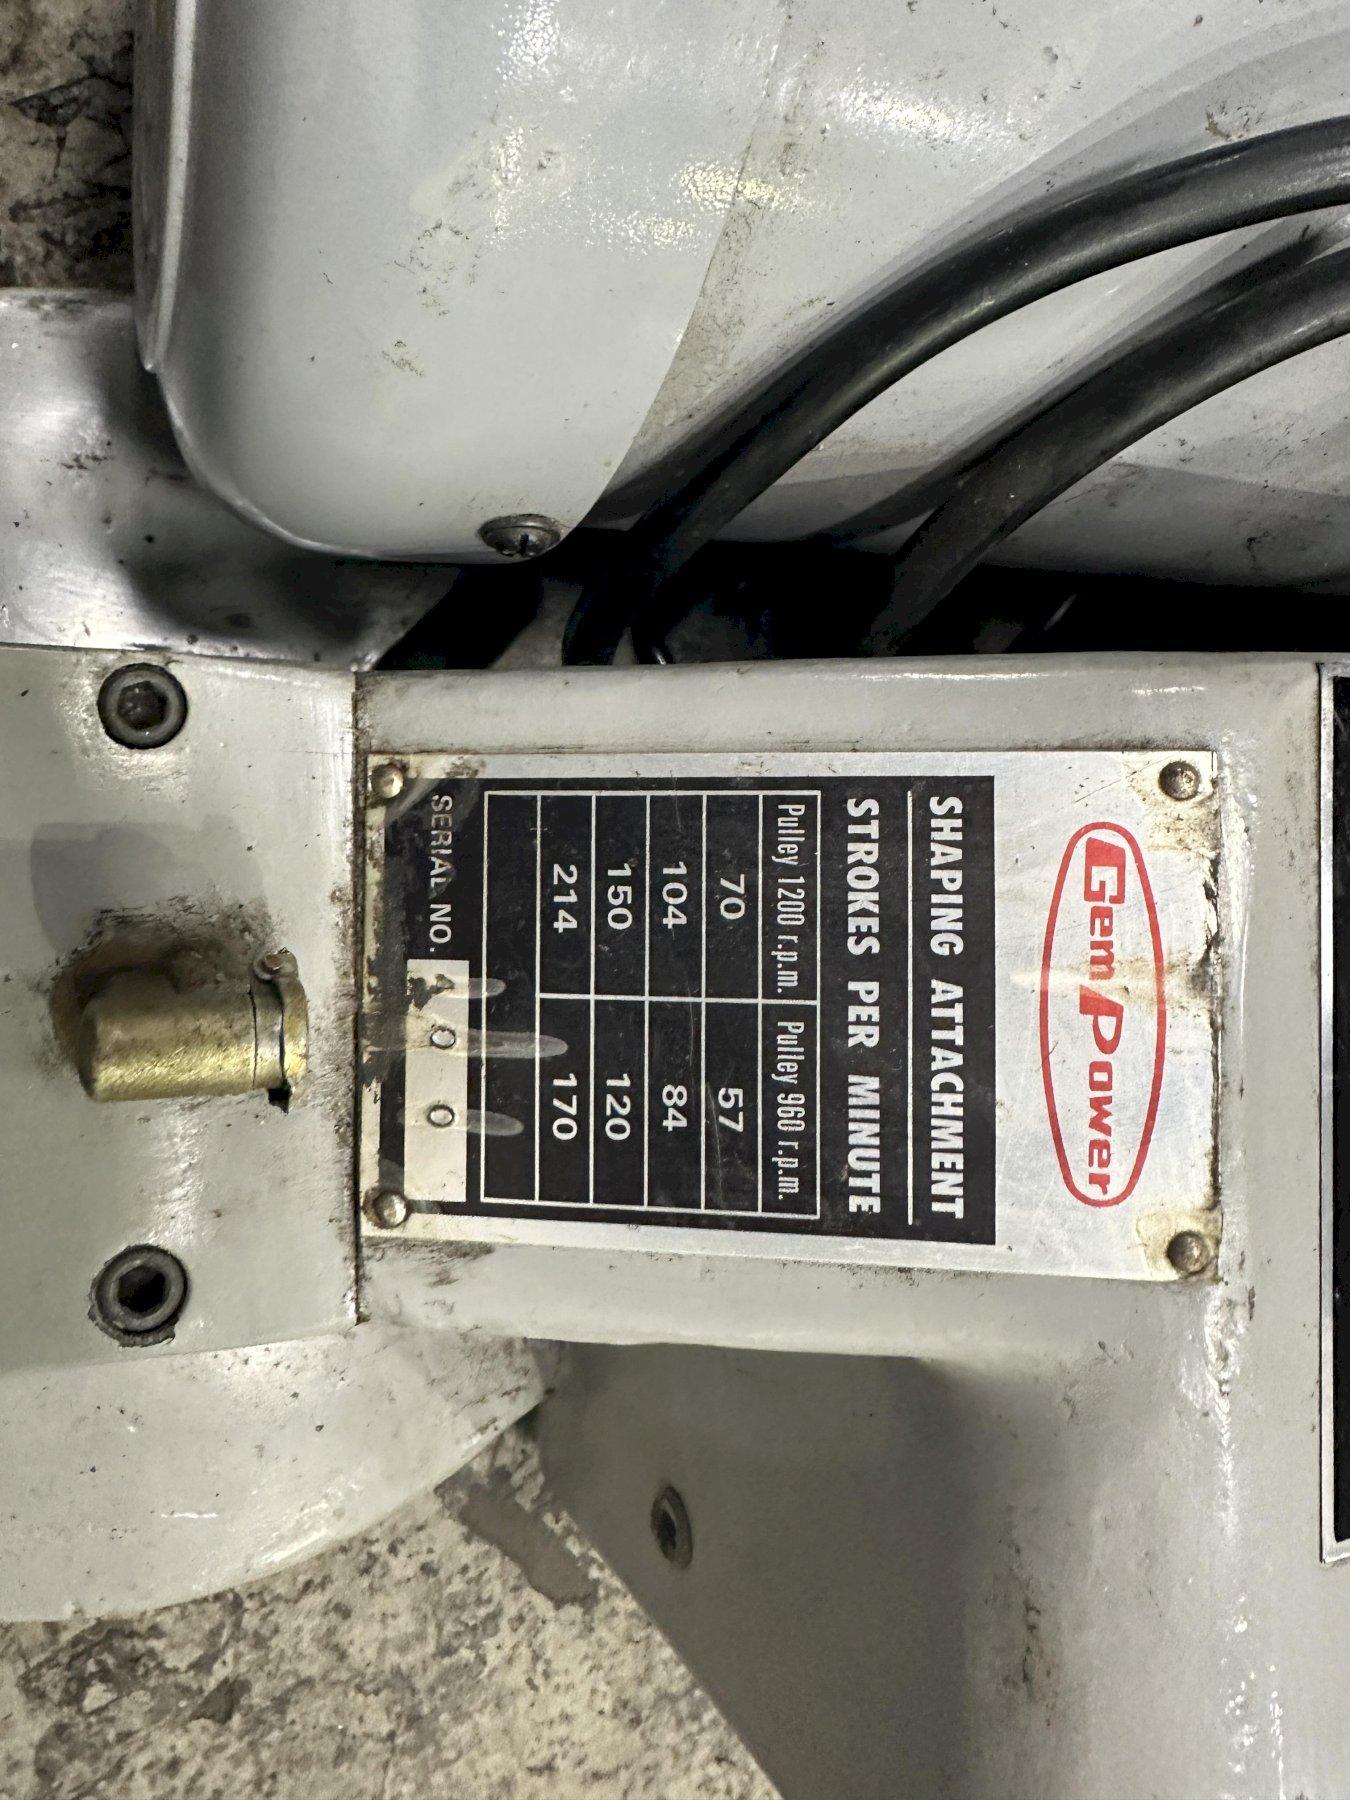 Gem Power
SHAPING ATTACHMENT
STROKES PER MINUTE
Pulley 1200 r.p.m. Pulley 960 r.p.m.
70 57
104 84
150 120
214 170
SERIAL NO. 400